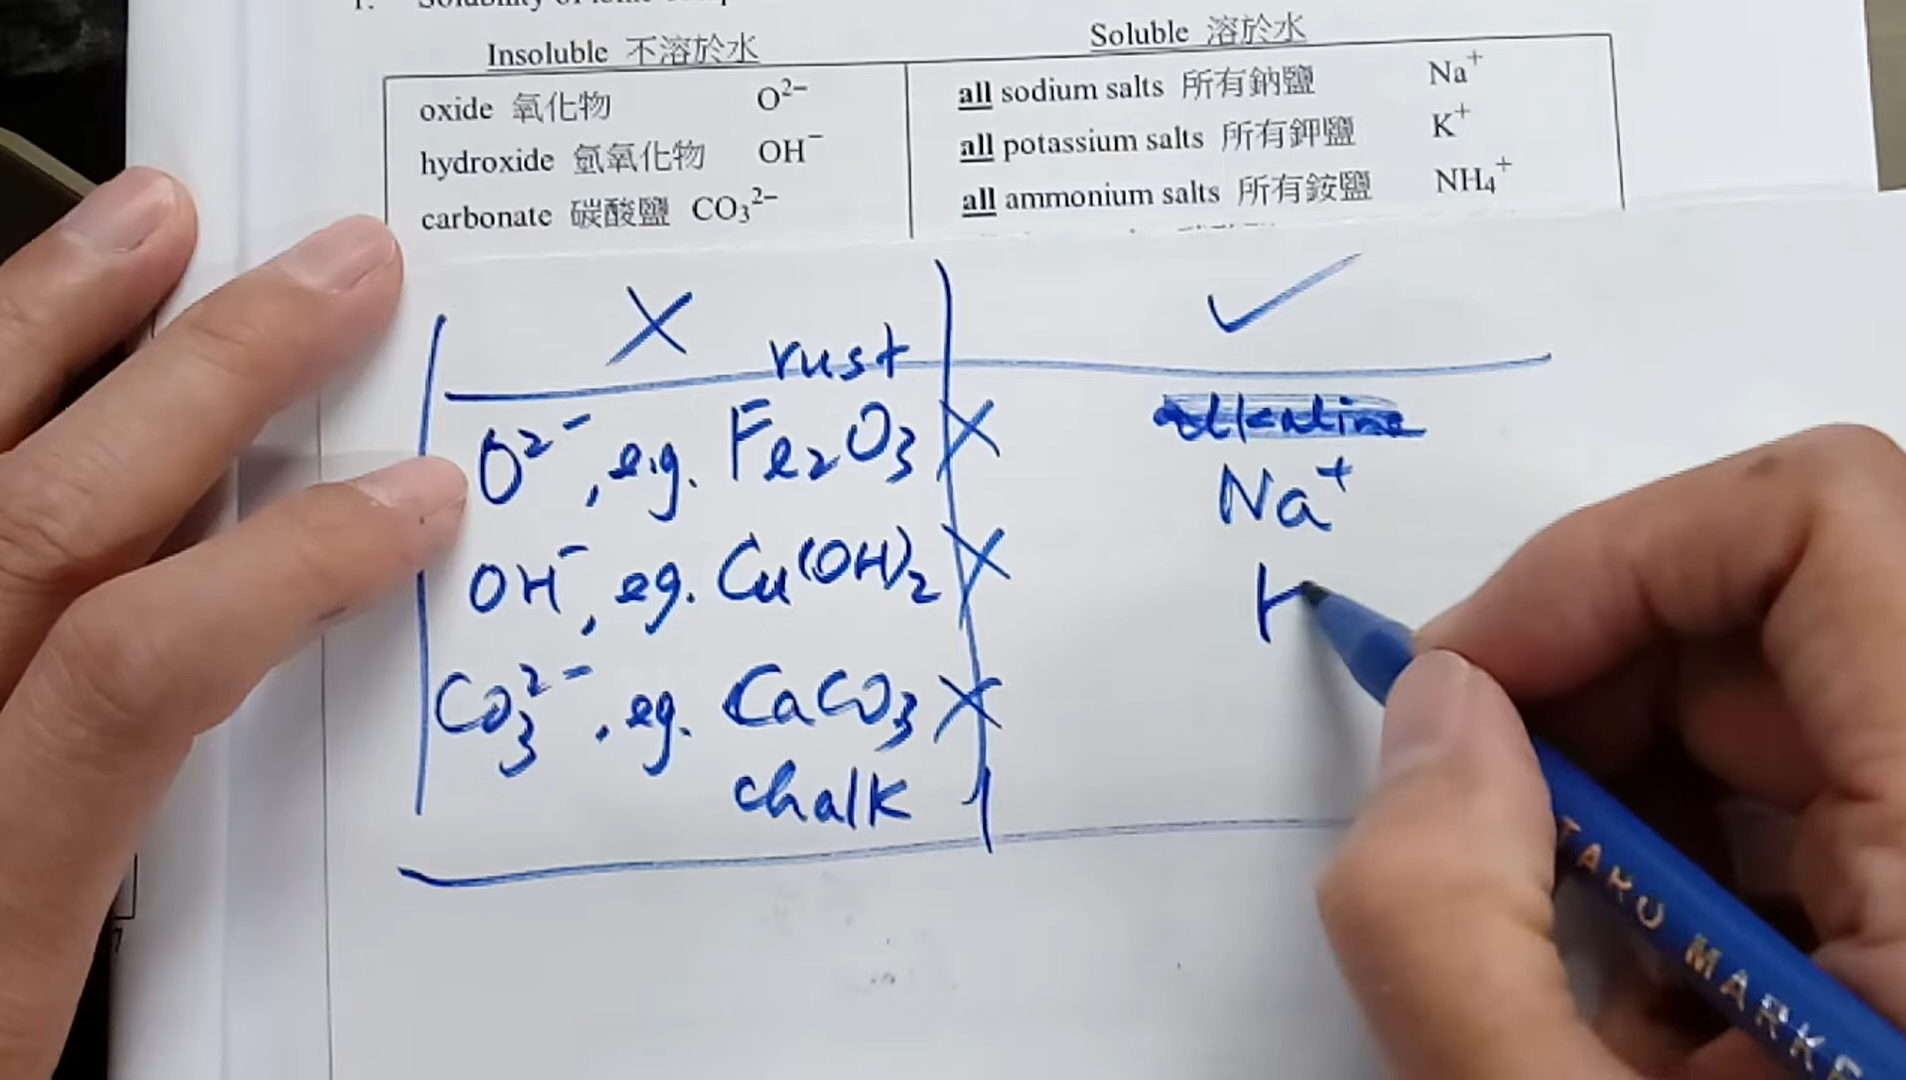 Insoluble 不溶於水
Soluble 溶於水
oxide 氧化物 O²⁻
hydroxide 氫氧化物 OH⁻
carbonate 碳酸鹽 CO₃²⁻
all sodium salts 所有鈉鹽 Na⁺
all potassium salts 所有鉀鹽 K⁺
all ammonium salts 所有銨鹽 NH₄⁺
X rust
O²⁻, e.g. Fe₂O₃ X
OH⁻, eg. Cu(OH)₂ X
CO₃²⁻, eg. CaCO₃ X
chalk
✓
Na⁺
TAKO MARKE